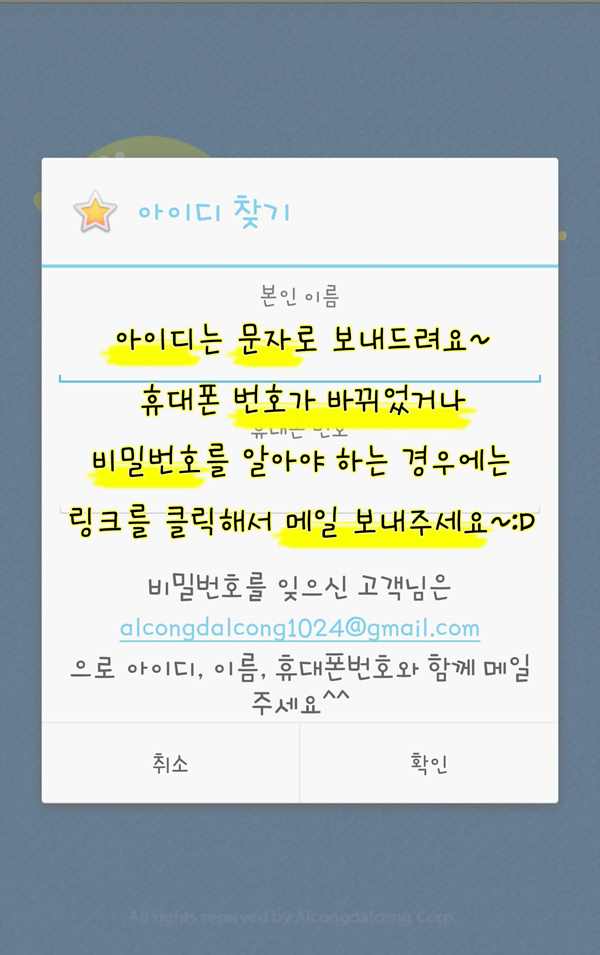 아이디 찾기
본인 이름
아이디는 문자로 보내드려요~
휴대폰 번호가 바뀌었거나
휴대폰 번호
비밀번호를 알아야 하는 경우에는
링크를 클릭해서 메일 보내주세요~:D
비밀번호를 잊으신 고객님은
alcongdalcong1024@gmail.com
으로 아이디, 이름, 휴대폰번호와 함께 메일
주세요^^
취소
확인
All rights reserved by Alcongdalcong Corp.